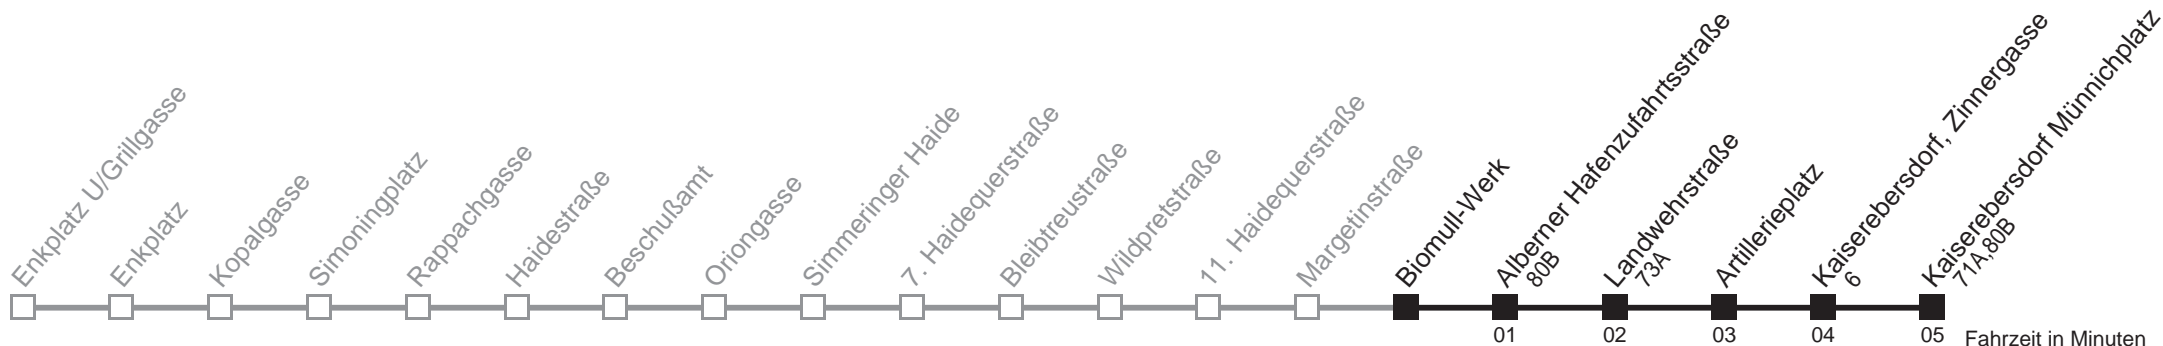 Enkplatz U/Grillgasse
Enkplatz
Kopalgasse
Simoningplatz
Rappachgasse
Haidestraße
Beschußamt
Oriongasse
Simmeringer Haide
7. Haidequerstraße
Bleibtreustraße
Wildpretstraße
11. Haidequerstraße
Margetinstraße
Biomull-Werk
Alberner Hafenzufahrtsstraße
80B
Landwehrstraße
73A
Artillerieplatz
Kaiserebersdorf, Zinnergasse
6
Kaiserebersdorf Münnichplatz
71A,80B
01
02
03
04
05
Fahrzeit in Minuten